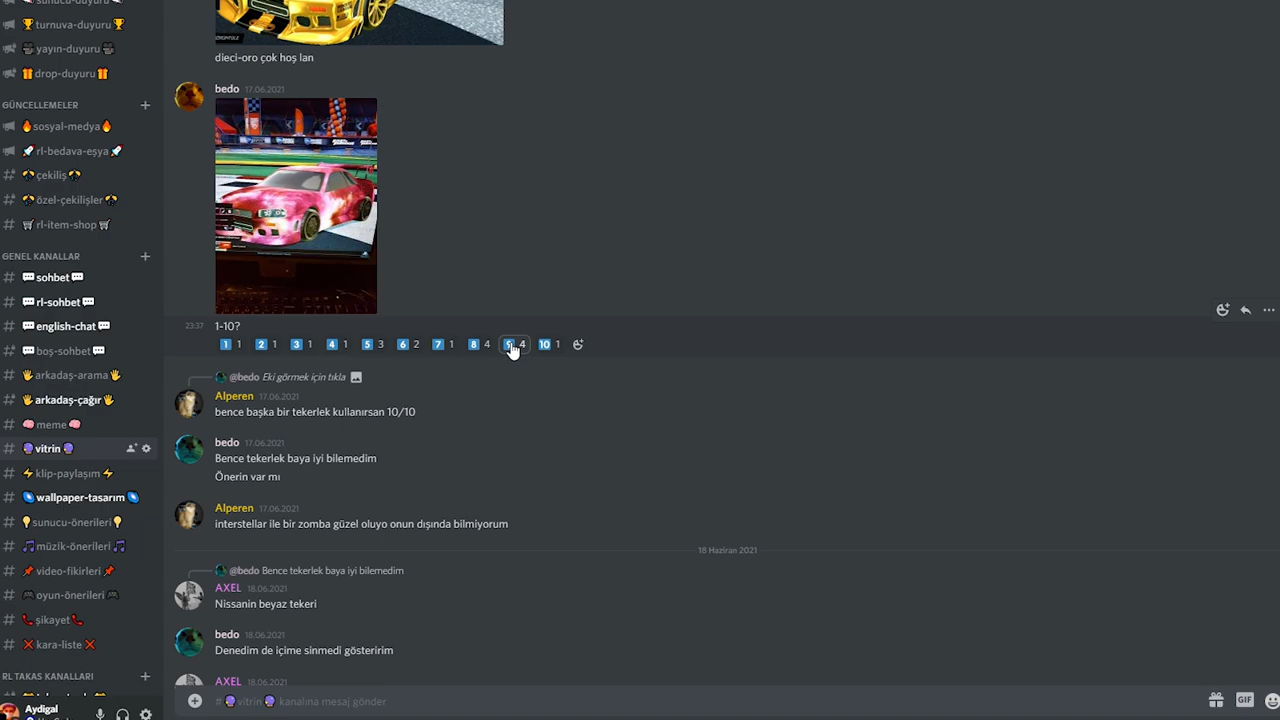 turnuva-duyuru
yayın-duyuru
drop-duyuru
GÜNCELLEMELER
sosyal-medya
rl-bedava-eşya
çekiliş
özel-çekilişler
rl-item-shop
GENEL KANALLAR
sohbet
rl-sohbet
english-chat
boş-sohbet
arkadaş-arama
arkadaş-çağır
meme
vitrin
klip-paylaşım
wallpaper-tasarım
sunucu-önerileri
müzik-önerileri
video-fikirleri
oyun-önerileri
şikayet
kara-liste
RL TAKAS KANALLARI
Aydigal
dieci-oro çok hoş lan
bedo 17.06.2021
23:37 1-10?
1 1 2 1 3 1 4 1 5 3 6 2 7 1 8 4 9 4 10 1
@bedo Eki görmek için tıkla
Alperen 17.06.2021
bence başka bir tekerlek kullanırsan 10/10
bedo 17.06.2021
Bence tekerlek baya iyi bilemedim
Önerin var mı
Alperen 17.06.2021
interstellar ile bir zomba güzel oluyo onun dışında bilmiyorum
18 Haziran 2021
@bedo Bence tekerlek baya iyi bilemedim
AXEL 18.06.2021
Nissanin beyaz tekeri
bedo 18.06.2021
Denedim de içime sinmedi gösteririm
AXEL 18.06.2021
# vitrin kanalına mesaj gönder
GIF